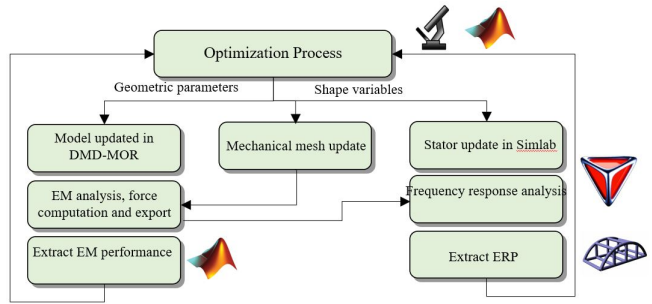 Optimization Process
Geometric parameters
Shape variables
Model updated in
DMD-MOR
Mechanical mesh update
Stator update in Simlab
EM analysis, force
computation and export
Frequency response analysis
Extract EM performance
Extract ERP